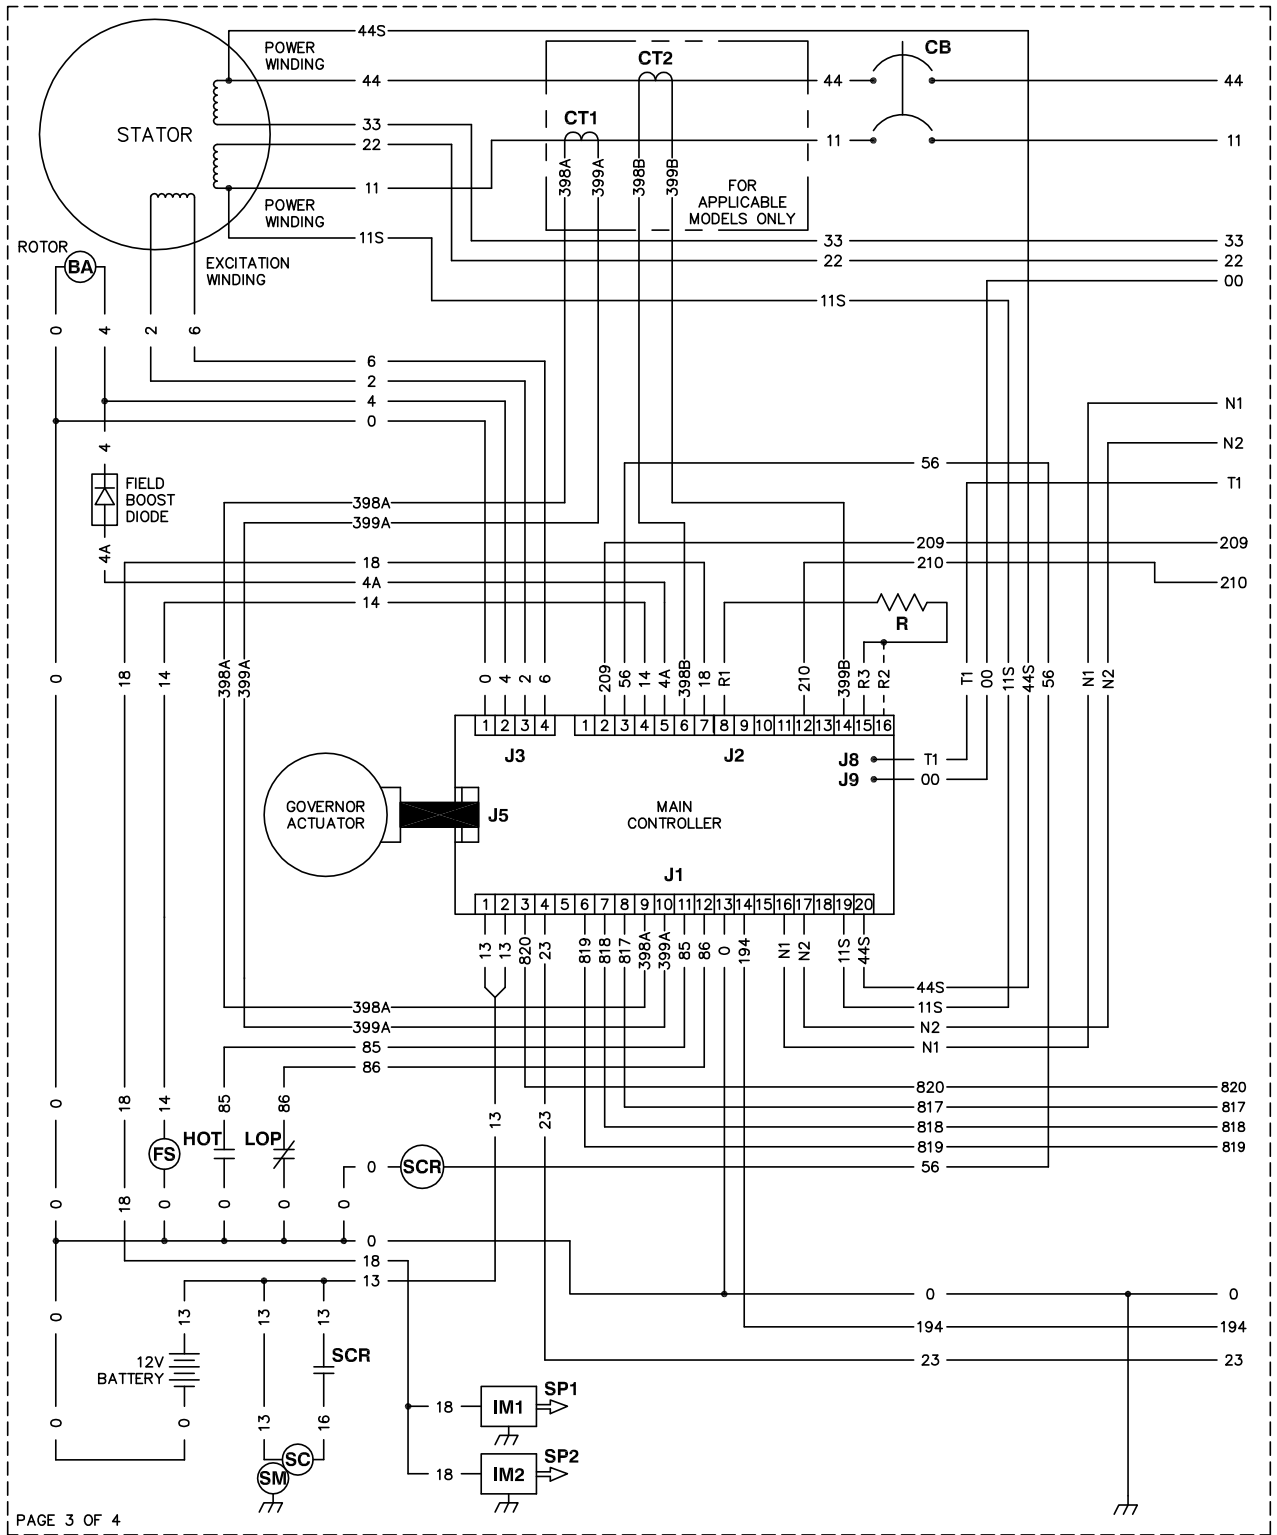 44S
POWER
WINDING
CT2
CB
44
44
44
CT1
33
STATOR
22
11
11
398A
399A
398B
399B
11
FOR
APPLICABLE
MODELS ONLY
POWER
WINDING
11S
33
33
ROTOR
BA
EXCITATION
WINDING
22
22
00
11S
0
4
2
6
6
2
4
N1
0
4
N2
56
FIELD
BOOST
DIODE
T1
398A
399A
209
209
4A
18
210
4A
210
14
R
0
18
14
398A
399A
0
4
2
6
209
56
14
4A
398B
18
R1
210
399B
R3
R2
T1
00
11S
44S
56
N1
N2
1 2 3 4
1 2 3 4 5 6 7 8 9 10 11 12 13 14 15 16
J3
J2
J8
T1
J9
00
GOVERNOR
ACTUATOR
J5
MAIN
CONTROLLER
J1
1 2 3 4 5 6 7 8 9 10 11 12 13 14 15 16 17 18 19 20
13
13
820
23
819
818
817
398A
399A
85
86
0
194
N1
N2
11S
44S
44S
398A
11S
399A
N2
85
N1
86
820
820
0
18
14
85
86
817
817
13
23
818
818
HOT
LOP
FS
819
819
0
SCR
56
0
18
0
0
0
0
0
18
13
0
0
0
13
13
13
194
194
12V
BATTERY
SCR
23
23
SP1
18
IM1
0
0
13
16
SC
SP2
SM
18
IM2
PAGE 3 OF 4